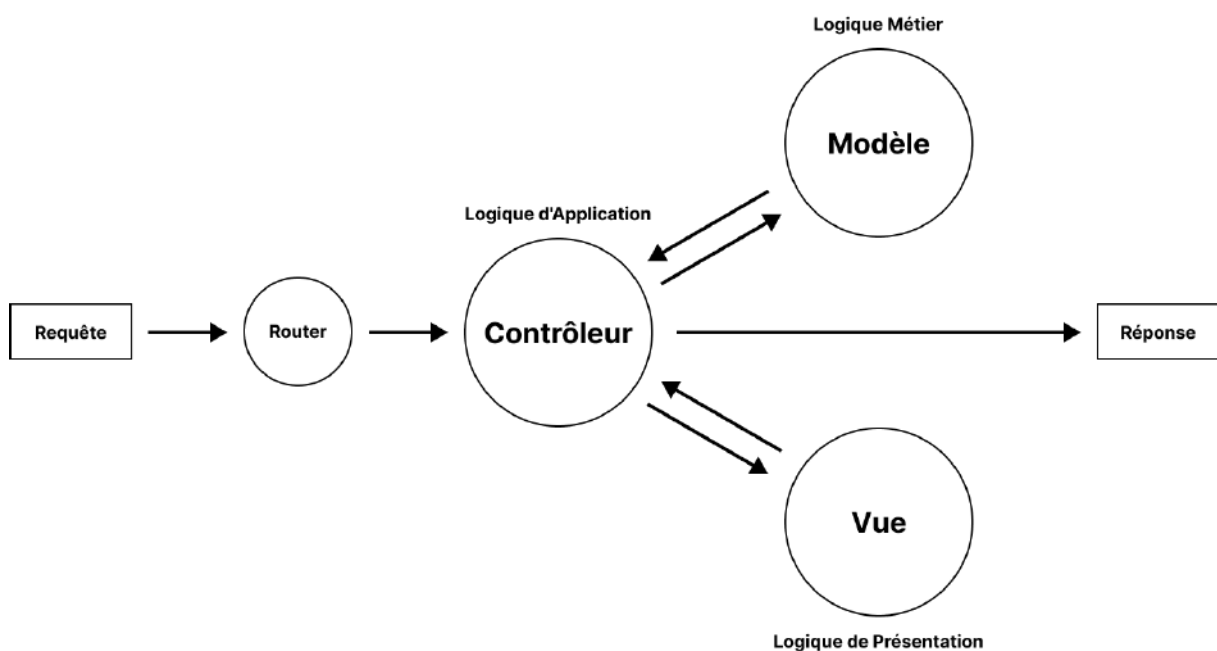 Logique Métier
Modèle
Logique d'Application
Requête
Router
Contrôleur
Réponse
Vue
Logique de Présentation